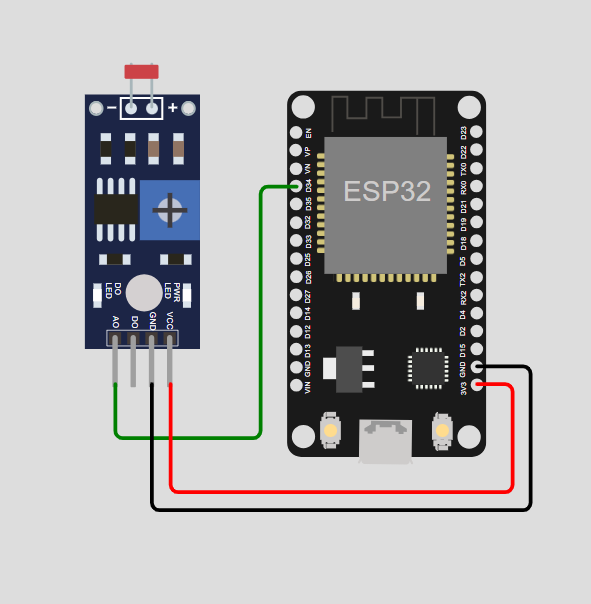 − +
DO
LED
PWR
LED
AO
DO
GND
VCC
ESP32
EN
VP
VN
D34
D35
D32
D33
D25
D26
D27
D14
D12
D13
GND
VIN
D23
D22
TX0
RX0
D21
D19
D18
D5
TX2
RX2
D4
D2
D15
GND
3V3